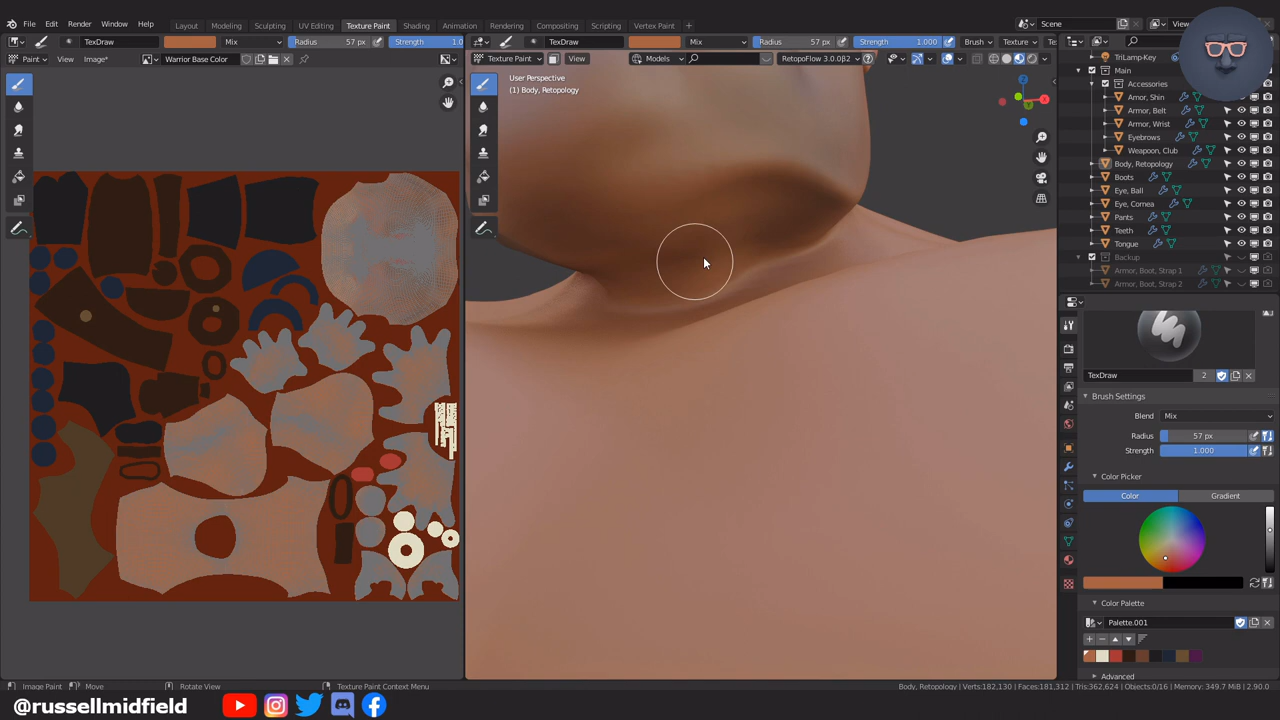 File Edit Render Window Help Layout Modeling Sculpting UV Editing Texture Paint Shading Animation Rendering Compositing Scripting Vertex Paint + Scene
TexDraw Mix Radius 57 px Strength 1.0
TexDraw Mix Radius 57 px Strength 1.000 Brush Texture
Paint View Image* Warrior Base Color
Texture Paint View Models RetopoFlow 3.0.0β2
User Perspective
(1) Body, Retopology
TriLamp-Key
Main
Accessories
Armor, Shin
Armor, Belt
Armor, Wrist
Eyebrows
Weapoon, Club
Body, Retopology
Boots
Eye, Ball
Eye, Cornea
Pants
Teeth
Tongue
Backup
Armor, Boot, Strap 1
Armor, Boot, Strap 2
TexDraw 2
Brush Settings
Blend Mix
Radius 57 px
Strength 1.000
Color Picker
Color Gradient
Color Palette
Palette.001
Advanced
Image Paint Move Rotate View Texture Paint Context Menu
Body, Retopology | Verts:182,130 | Faces:181,312 | Tris:362,624 | Objects:0/16 | Memory: 349.7 MiB | 2.90.0
@russellmidfield